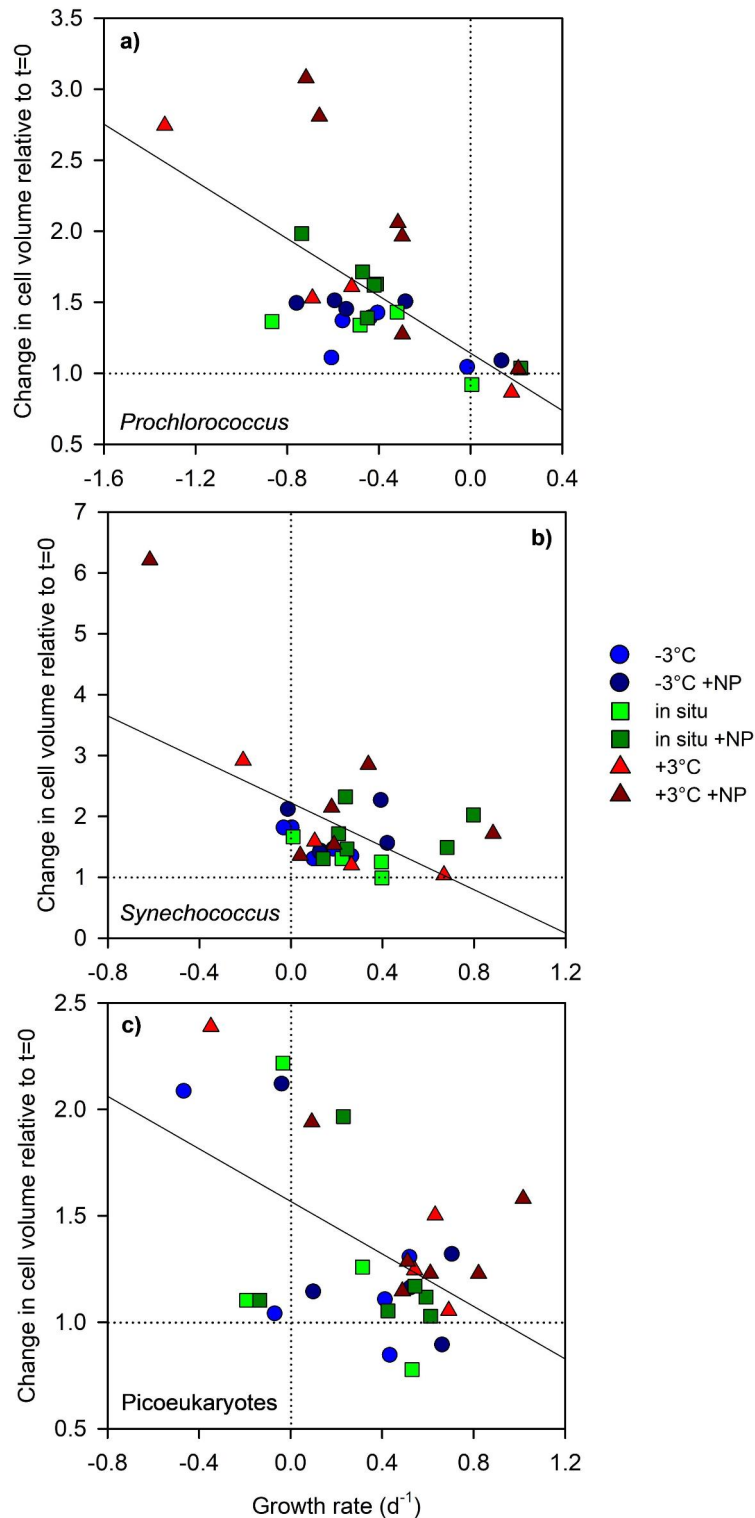 a)
Change in cell volume relative to t=0
3.5
3.0
2.5
2.0
1.5
1.0
0.5
Prochlorococcus
-1.6 -1.2 -0.8 -0.4 0.0 0.4
b)
Change in cell volume relative to t=0
7
6
5
4
3
2
1
0
Synechococcus
-0.8 -0.4 0.0 0.4 0.8 1.2
-3°C
-3°C +NP
in situ
in situ +NP
+3°C
+3°C +NP
c)
Change in cell volume relative to t=0
2.5
2.0
1.5
1.0
0.5
Picoeukaryotes
-0.8 -0.4 0.0 0.4 0.8 1.2
Growth rate (d⁻¹)